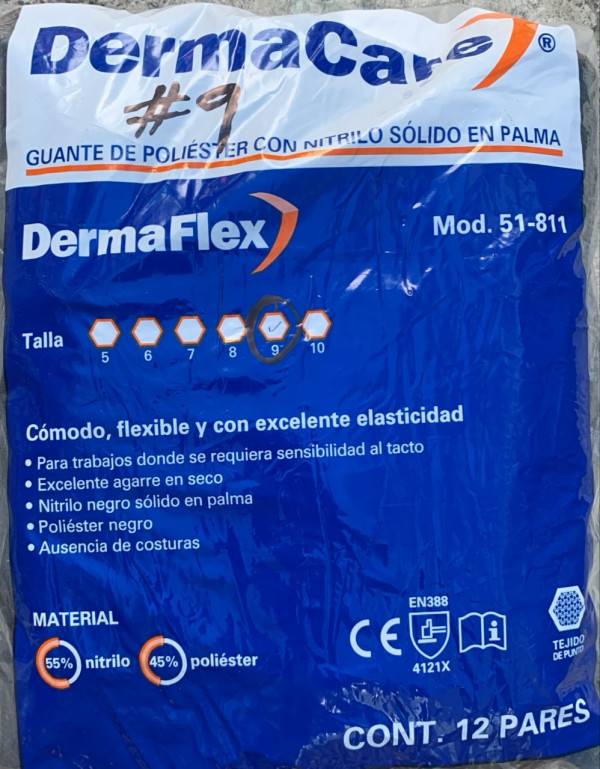 DermaCare®
#9
GUANTE DE POLIÉSTER CON NITRILO SÓLIDO EN PALMA
DermaFlex
Mod. 51-811
Talla
5 6 7 8 9 10
Cómodo, flexible y con excelente elasticidad
• Para trabajos donde se requiera sensibilidad al tacto
• Excelente agarre en seco
• Nitrilo negro sólido en palma
• Poliéster negro
• Ausencia de costuras
MATERIAL
55% nitrilo 45% poliéster
CE
EN388
4121X
i
TEJIDO
DE PUNTO
CONT. 12 PARES